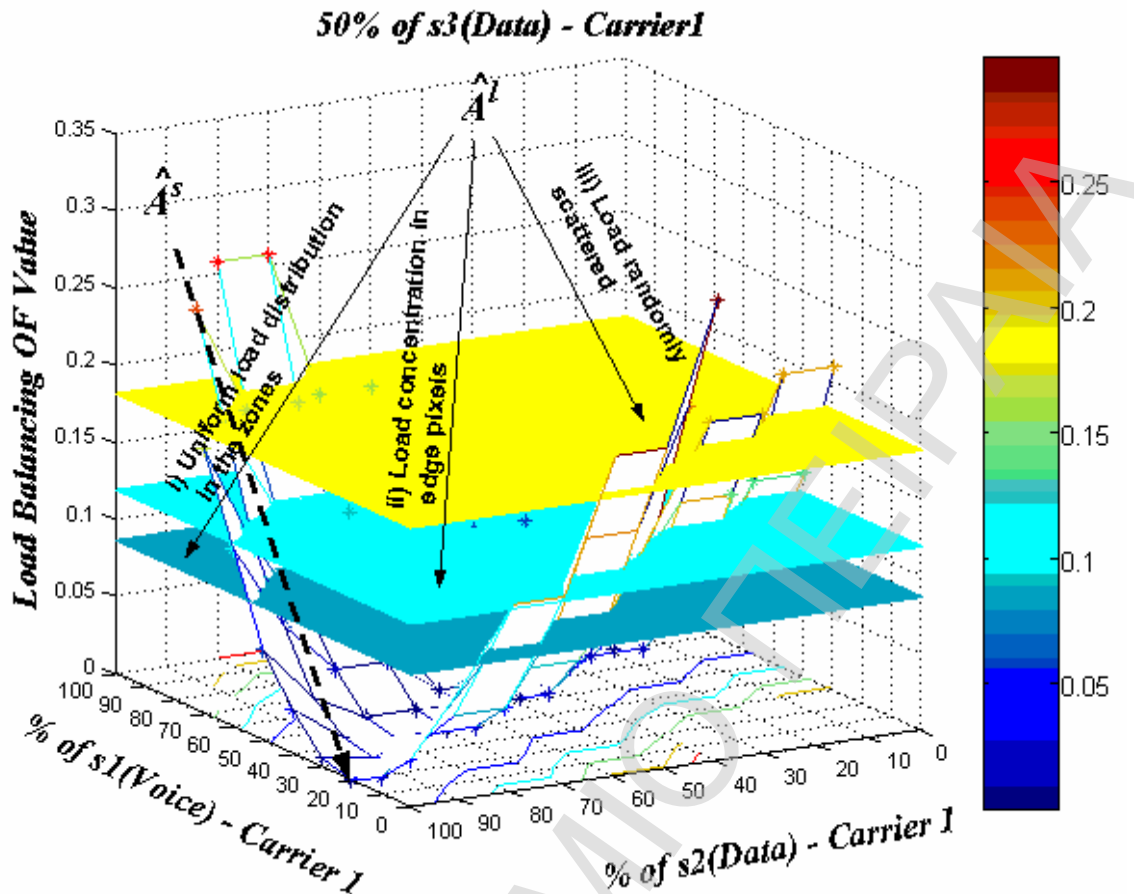 50% of s3(Data) - Carrier1
Â^l
Â^s
i) Uniform load distribution
in the zones
ii) Load concentration in
edge pixels
iii) Load randomly
scattered
Load Balancing OF Value
0.35
0.3
0.25
0.2
0.15
0.1
0.05
0
100
90
80
70
60
50
40
30
20
10
0
% of s1(Voice) - Carrier 1
100
90
80
70
60
50
40
30
20
10
0
% of s2(Data) - Carrier 1
0.25
0.2
0.15
0.1
0.05